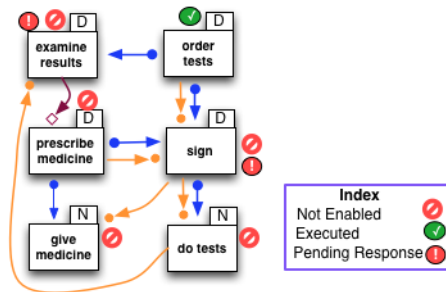 D
D
examine
results
order
tests
D
D
prescribe
medicine
sign
N
N
give
medicine
do tests
Index
Not Enabled
Executed
Pending Response